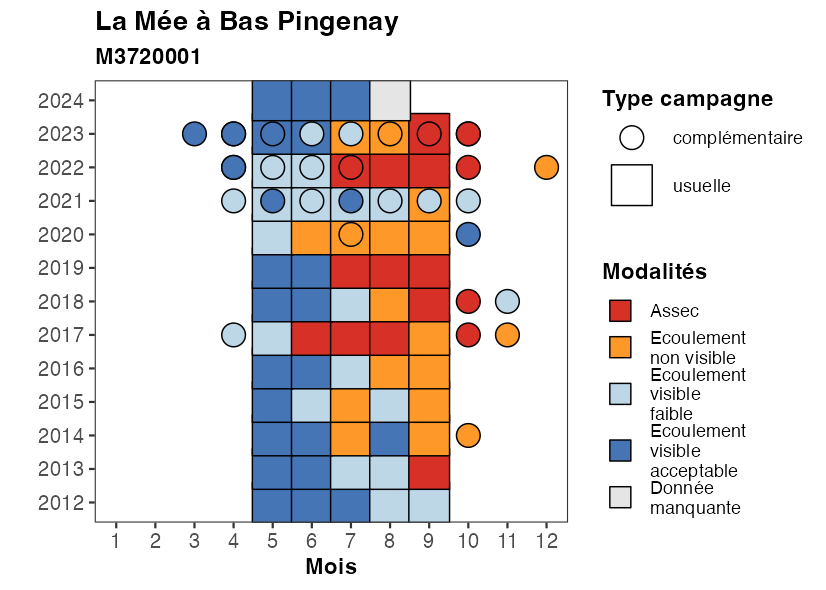 La Mée à Bas Pingenay
M3720001
2024
2023
2022
2021
2020
2019
2018
2017
2016
2015
2014
2013
2012
1 2 3 4 5 6 7 8 9 10 11 12
Mois
Type campagne
complémentaire
usuelle
Modalités
Assec
Ecoulement
non visible
Ecoulement
visible
faible
Ecoulement
visible
acceptable
Donnée
manquante